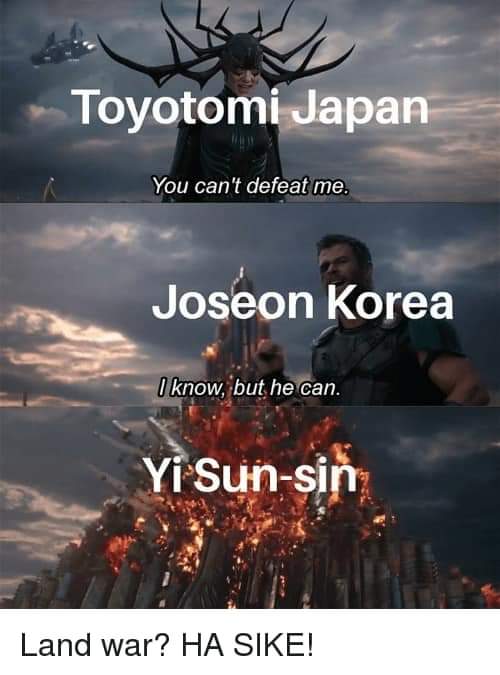 Toyotomi Japan
You can't defeat me.
Joseon Korea
I know, but he can.
Yi Sun-sin
Land war? HA SIKE!